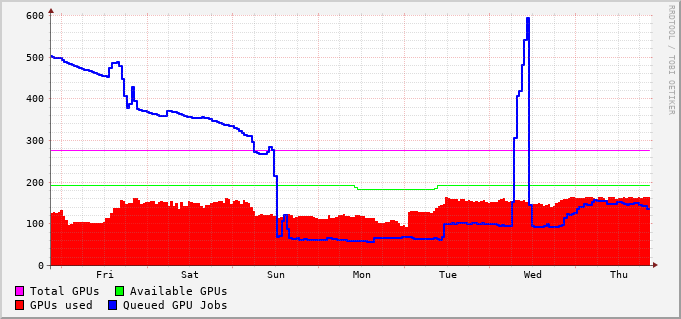 600
500
400
300
200
100
0
Fri Sat Sun Mon Tue Wed Thu
Total GPUs Available GPUs
GPUs used Queued GPU Jobs
RRDTOOL / TOBI OETIKER